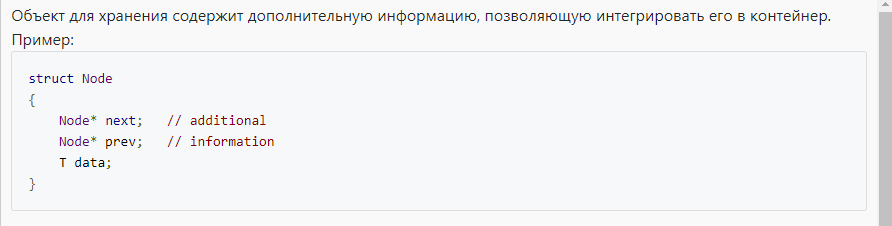 Объект для хранения содержит дополнительную информацию, позволяющую интегрировать его в контейнер.
Пример:
struct Node
{
    Node* next;   // additional
    Node* prev;   // information
    T data;
}